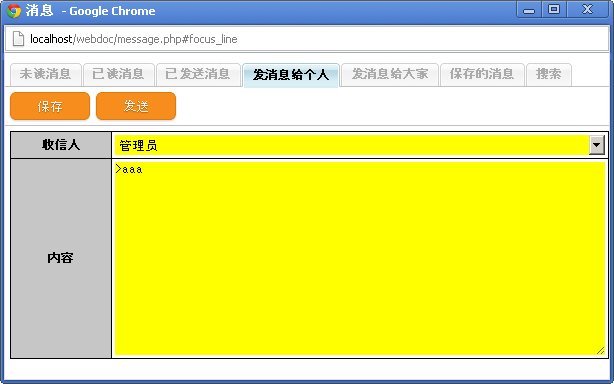 消息 - Google Chrome
localhost/webdoc/message.php#focus_line
未读消息 已读消息 已发送消息 发消息给个人 发消息给大家 保存的消息 搜索
保存 发送
收信人 管理员
内容 >aaa